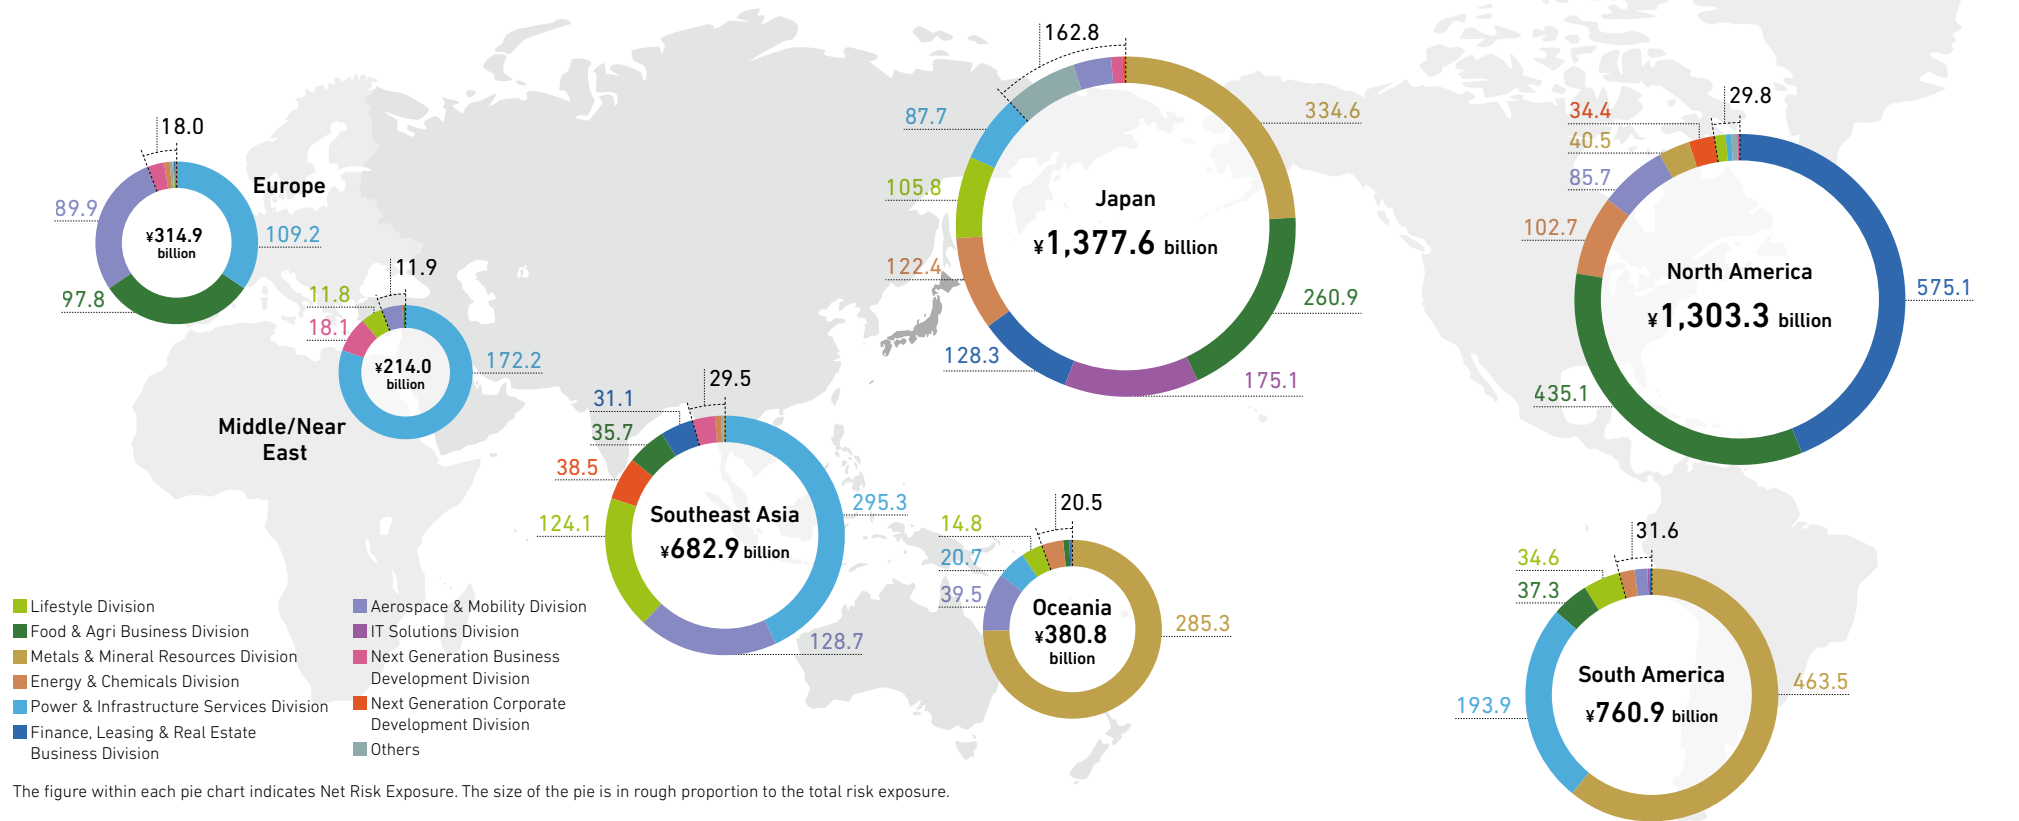 18.0
Europe
89.9
109.2
¥314.9
billion
97.8
11.9
11.8
18.1
172.2
¥214.0
billion
Middle/Near
East
162.8
87.7
334.6
105.8
Japan
¥1,377.6 billion
122.4
260.9
128.3
175.1
34.4
29.8
40.5
85.7
102.7
North America
¥1,303.3 billion
575.1
435.1
31.1
29.5
35.7
38.5
124.1
Southeast Asia
¥682.9 billion
295.3
128.7
20.5
14.8
20.7
39.5
Oceania
¥380.8
billion
285.3
31.6
34.6
37.3
193.9
South America
¥760.9 billion
463.5
Lifestyle Division
Food & Agri Business Division
Metals & Mineral Resources Division
Energy & Chemicals Division
Power & Infrastructure Services Division
Finance, Leasing & Real Estate
Business Division
Aerospace & Mobility Division
IT Solutions Division
Next Generation Business
Development Division
Next Generation Corporate
Development Division
Others
The figure within each pie chart indicates Net Risk Exposure. The size of the pie is in rough proportion to the total risk exposure.